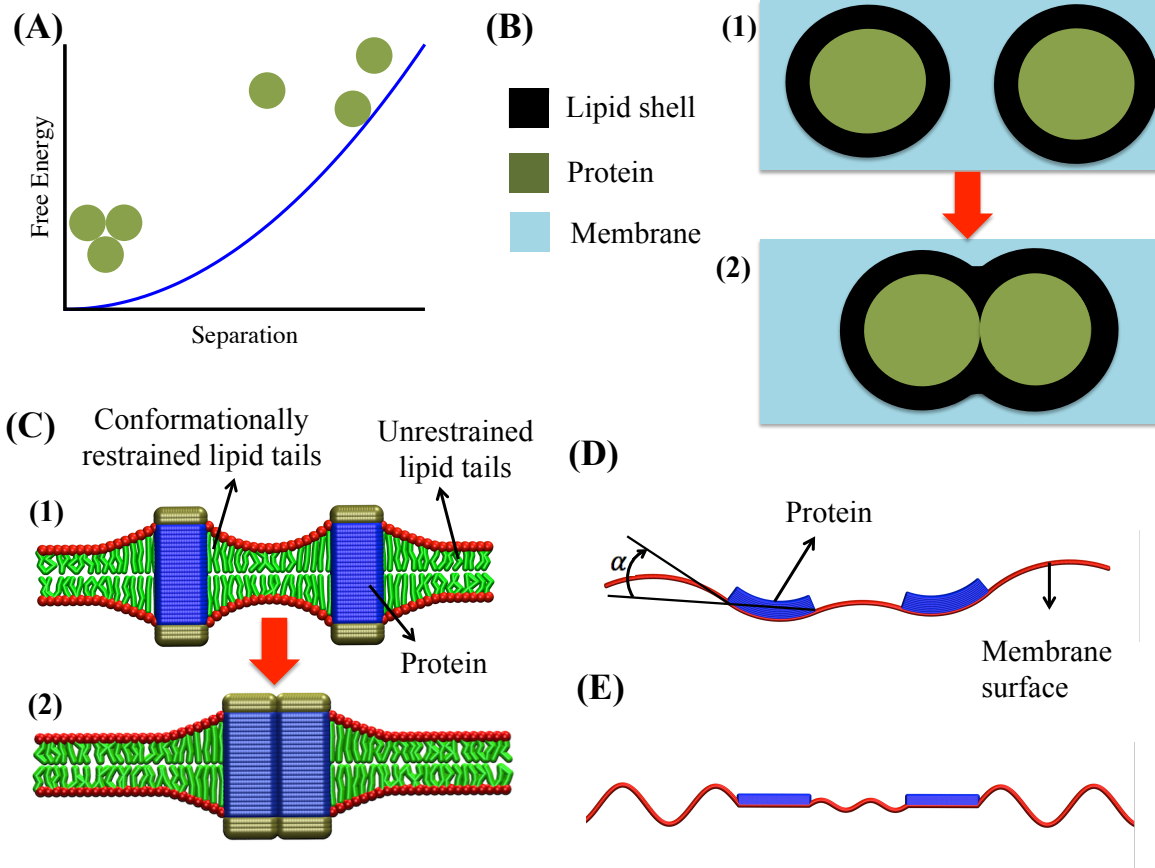 (A)
Free Energy
Separation
(B)
Lipid shell
Protein
Membrane
(1)
(2)
(C)
Conformationally
restrained lipid tails
Unrestrained
lipid tails
(1)
Protein
(2)
(D)
Protein
α
Membrane
surface
(E)